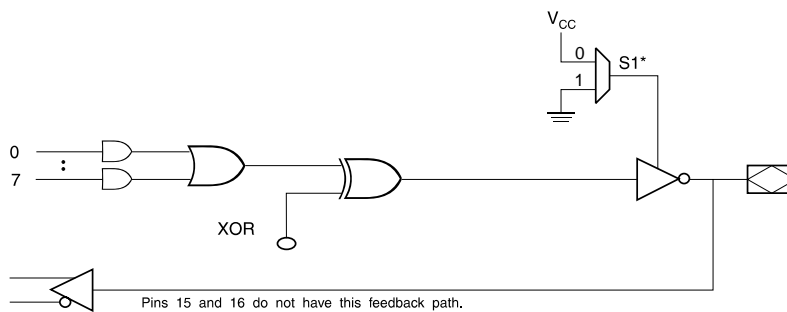 VCC
0
S1*
1
0
:
7
XOR
Pins 15 and 16 do not have this feedback path.